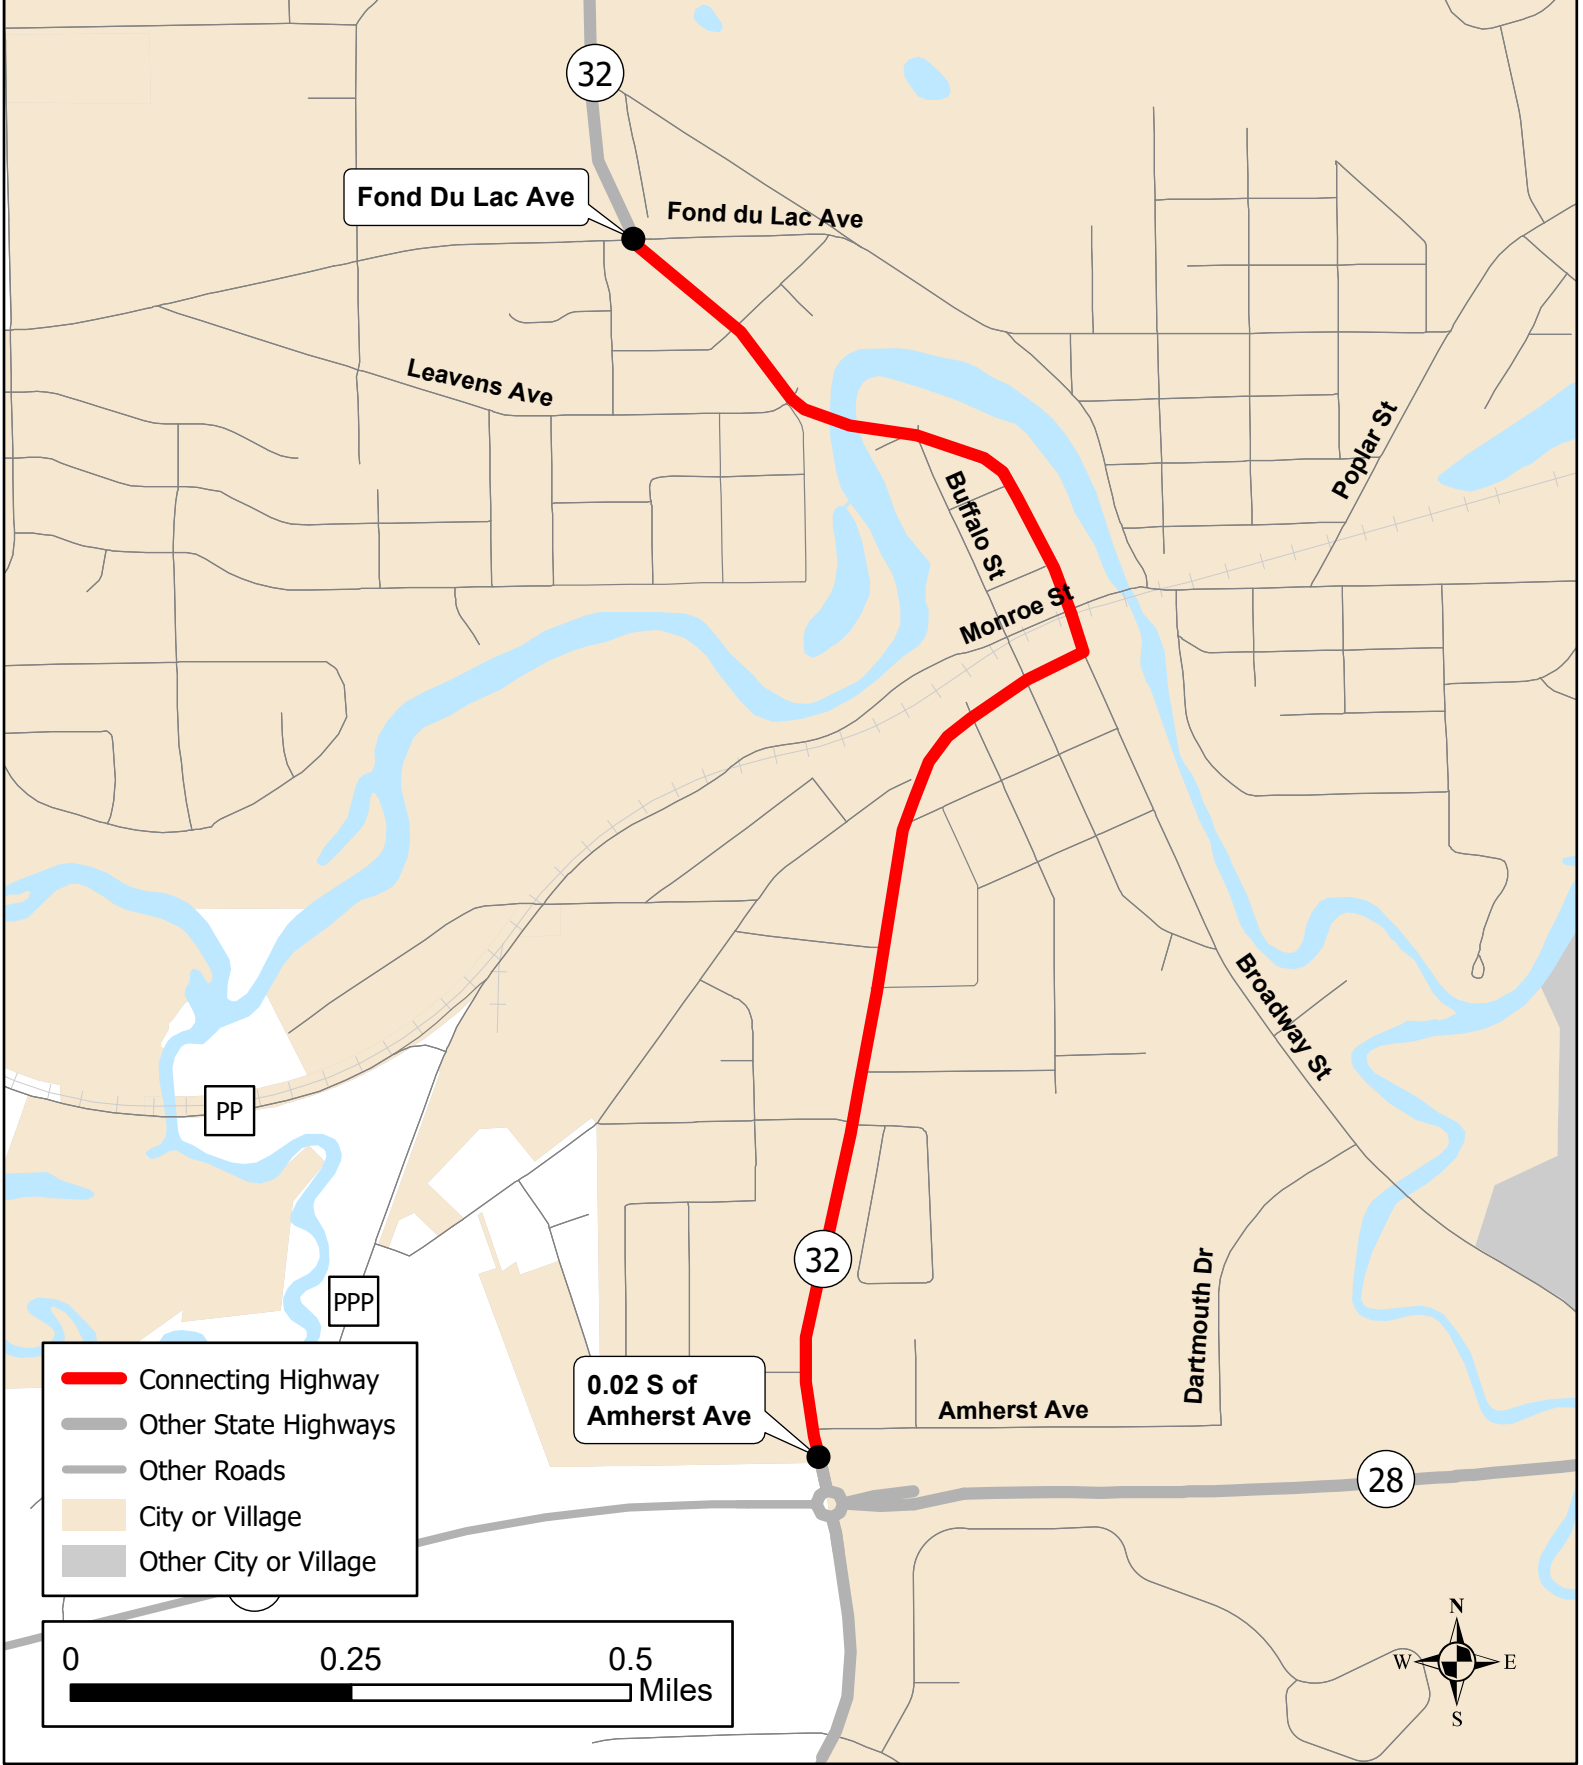 32
Fond Du Lac Ave
Fond du Lac Ave
Leavens Ave
Poplar St
Buffalo St
Monroe St
Broadway St
PP
32
PPP
Dartmouth Dr
0.02 S of
Amherst Ave
Amherst Ave
28
Connecting Highway
Other State Highways
Other Roads
City or Village
Other City or Village
0 0.25 0.5
Miles
N
W E
S